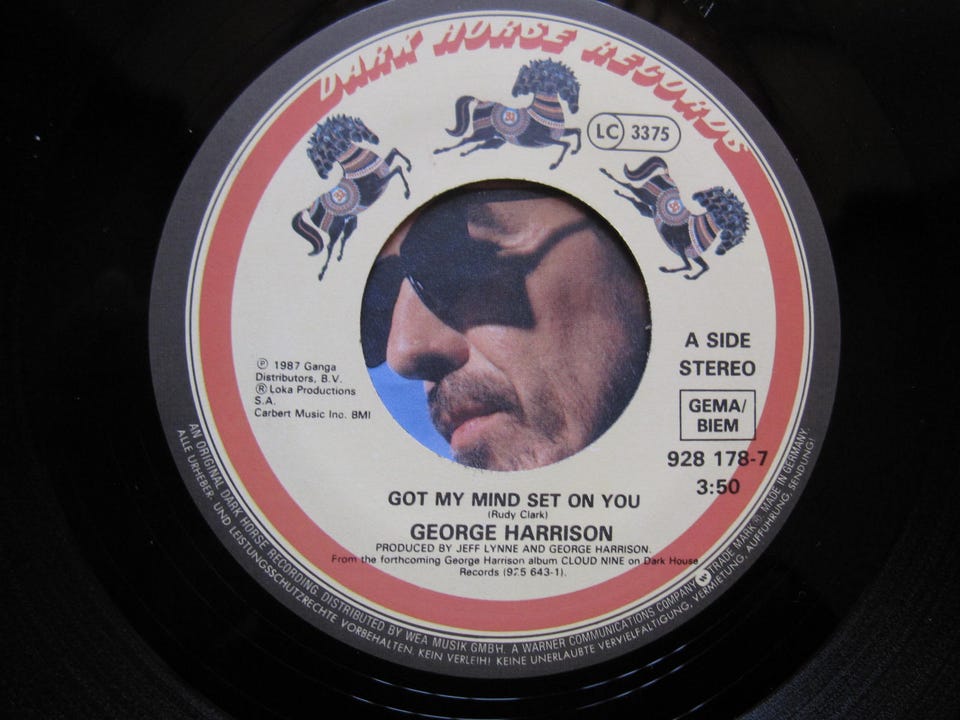 DARK HORSE RECORDS
LC 3375
A SIDE
STEREO
GEMA/
BIEM
928 178-7
3:50
℗ 1987 Ganga
Distributors, B.V.
Ⓡ Loka Productions
S.A.
Carbert Music Inc. BMI
GOT MY MIND SET ON YOU
(Rudy Clark)
GEORGE HARRISON
PRODUCED BY JEFF LYNNE AND GEORGE HARRISON.
From the forthcoming George Harrison album CLOUD NINE on Dark House
Records (925 643-1).
AN ORIGINAL DARK HORSE RECORDING. DISTRIBUTED BY WEA MUSIK GMBH. A WARNER COMMUNICATIONS COMPANY W TRADE MARK ® MADE IN GERMANY.
ALLE URHEBER- UND LEISTUNGSSCHUTZRECHTE VORBEHALTEN. KEIN VERLEIH! KEINE UNERLAUBTE VERVIELFALTIGUNG, VERMIETUNG, AUFFUHRUNG, SENDUNG!